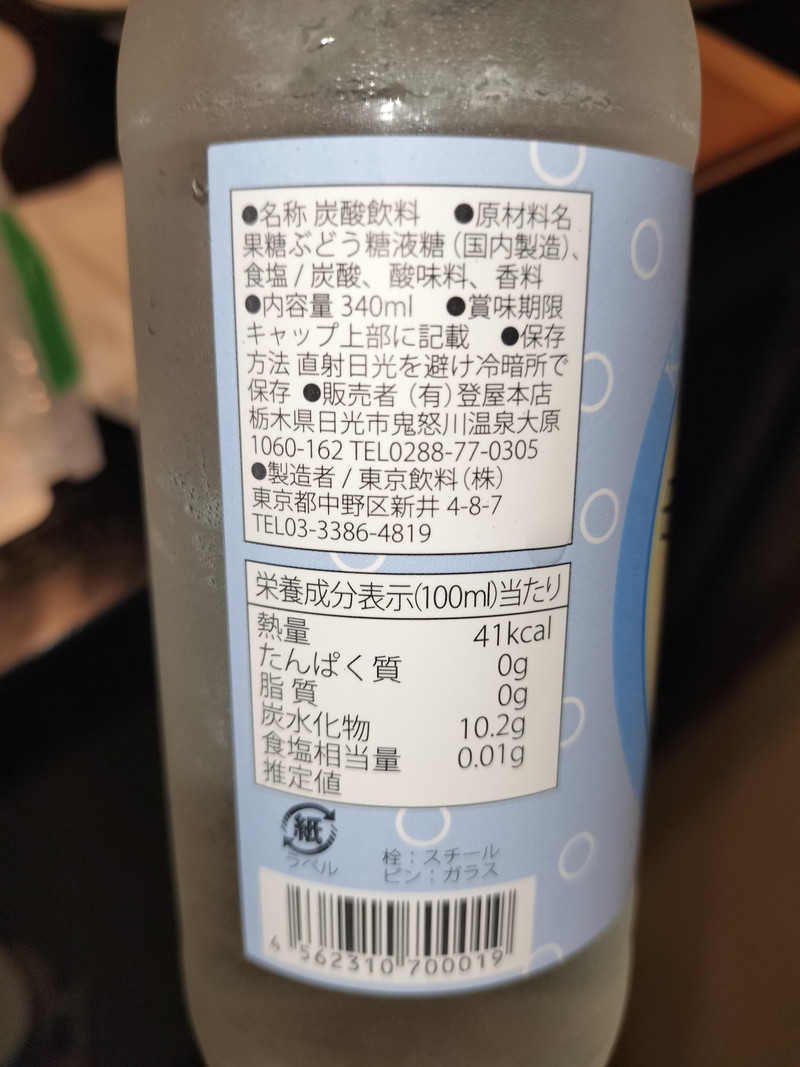 ●名称 炭酸飲料 ●原材料名
果糖ぶどう糖液糖（国内製造）、
食塩 / 炭酸、酸味料、香料
●内容量 340ml ●賞味期限
キャップ上部に記載 ●保存
方法 直射日光を避け冷暗所で
保存 ●販売者（有）登屋本店
栃木県日光市鬼怒川温泉大原
1060-162 TEL0288-77-0305
●製造者 / 東京飲料（株）
東京都中野区新井 4-8-7
TEL03-3386-4819
栄養成分表示(100ml)当たり
熱量 41kcal
たんぱく質 0g
脂質 0g
炭水化物 10.2g
食塩相当量 0.01g
推定値
紙
ラベル
栓：スチール
ビン：ガラス
4 562310 700019